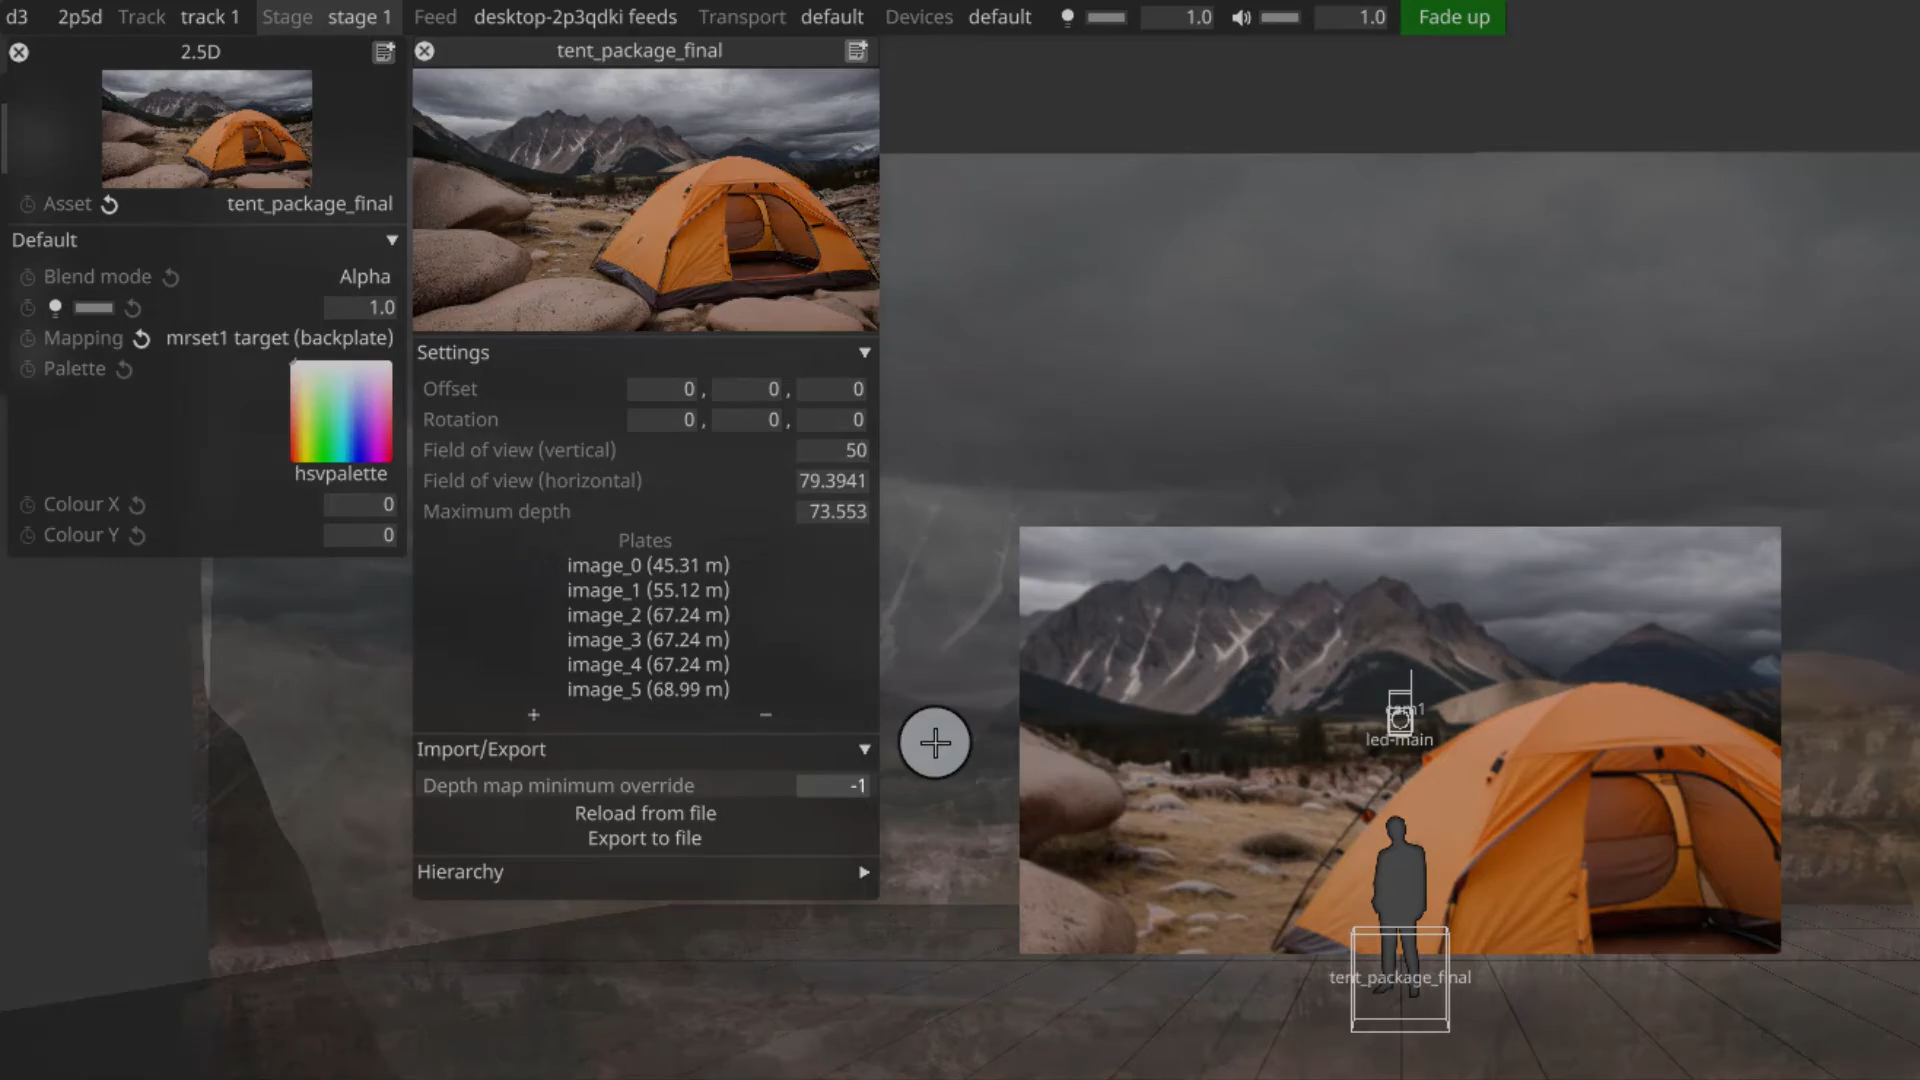 d3 2p5d Track track 1 Stage stage 1 Feed desktop-2p3qdki feeds Transport default Devices default 1.0 1.0 Fade up
2.5D
Asset tent_package_final
Default
Blend mode Alpha
1.0
Mapping mrset1 target (backplate)
Palette
hsvpalette
Colour X 0
Colour Y 0
tent_package_final
Settings
Offset 0 , 0 , 0
Rotation 0 , 0 , 0
Field of view (vertical) 50
Field of view (horizontal) 79.3941
Maximum depth 73.553
Plates
image_0 (45.31 m)
image_1 (55.12 m)
image_2 (67.24 m)
image_3 (67.24 m)
image_4 (67.24 m)
image_5 (68.99 m)
+ −
Import/Export
Depth map minimum override -1
Reload from file
Export to file
Hierarchy
cam1
led-main
tent_package_final